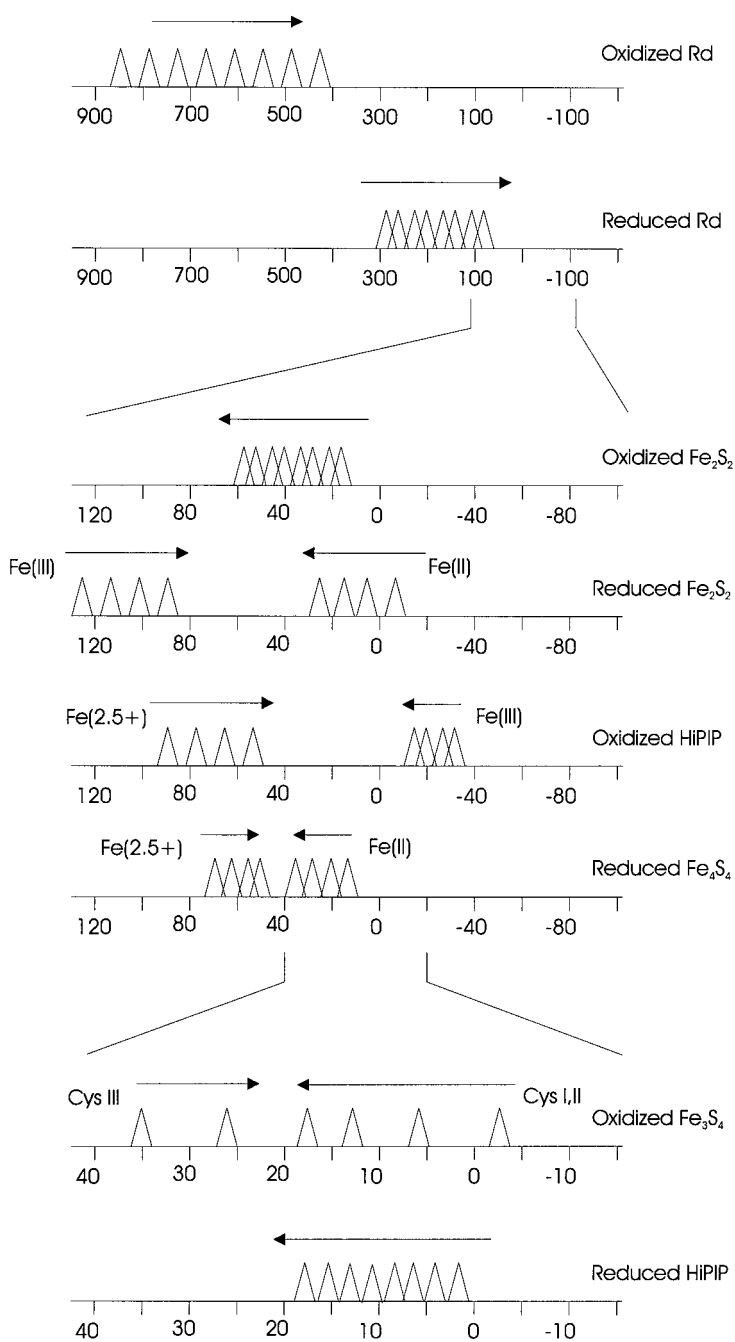 Oxidized Rd
900 700 500 300 100 -100
Reduced Rd
900 700 500 300 100 -100
Oxidized Fe₂S₂
120 80 40 0 -40 -80
Fe(III) Fe(II)
Reduced Fe₂S₂
120 80 40 0 -40 -80
Fe(2.5+) Fe(III)
Oxidized HiPIP
120 80 40 0 -40 -80
Fe(2.5+) Fe(II)
Reduced Fe₄S₄
120 80 40 0 -40 -80
Cys III Cys I,II
Oxidized Fe₃S₄
40 30 20 10 0 -10
Reduced HiPIP
40 30 20 10 0 -10